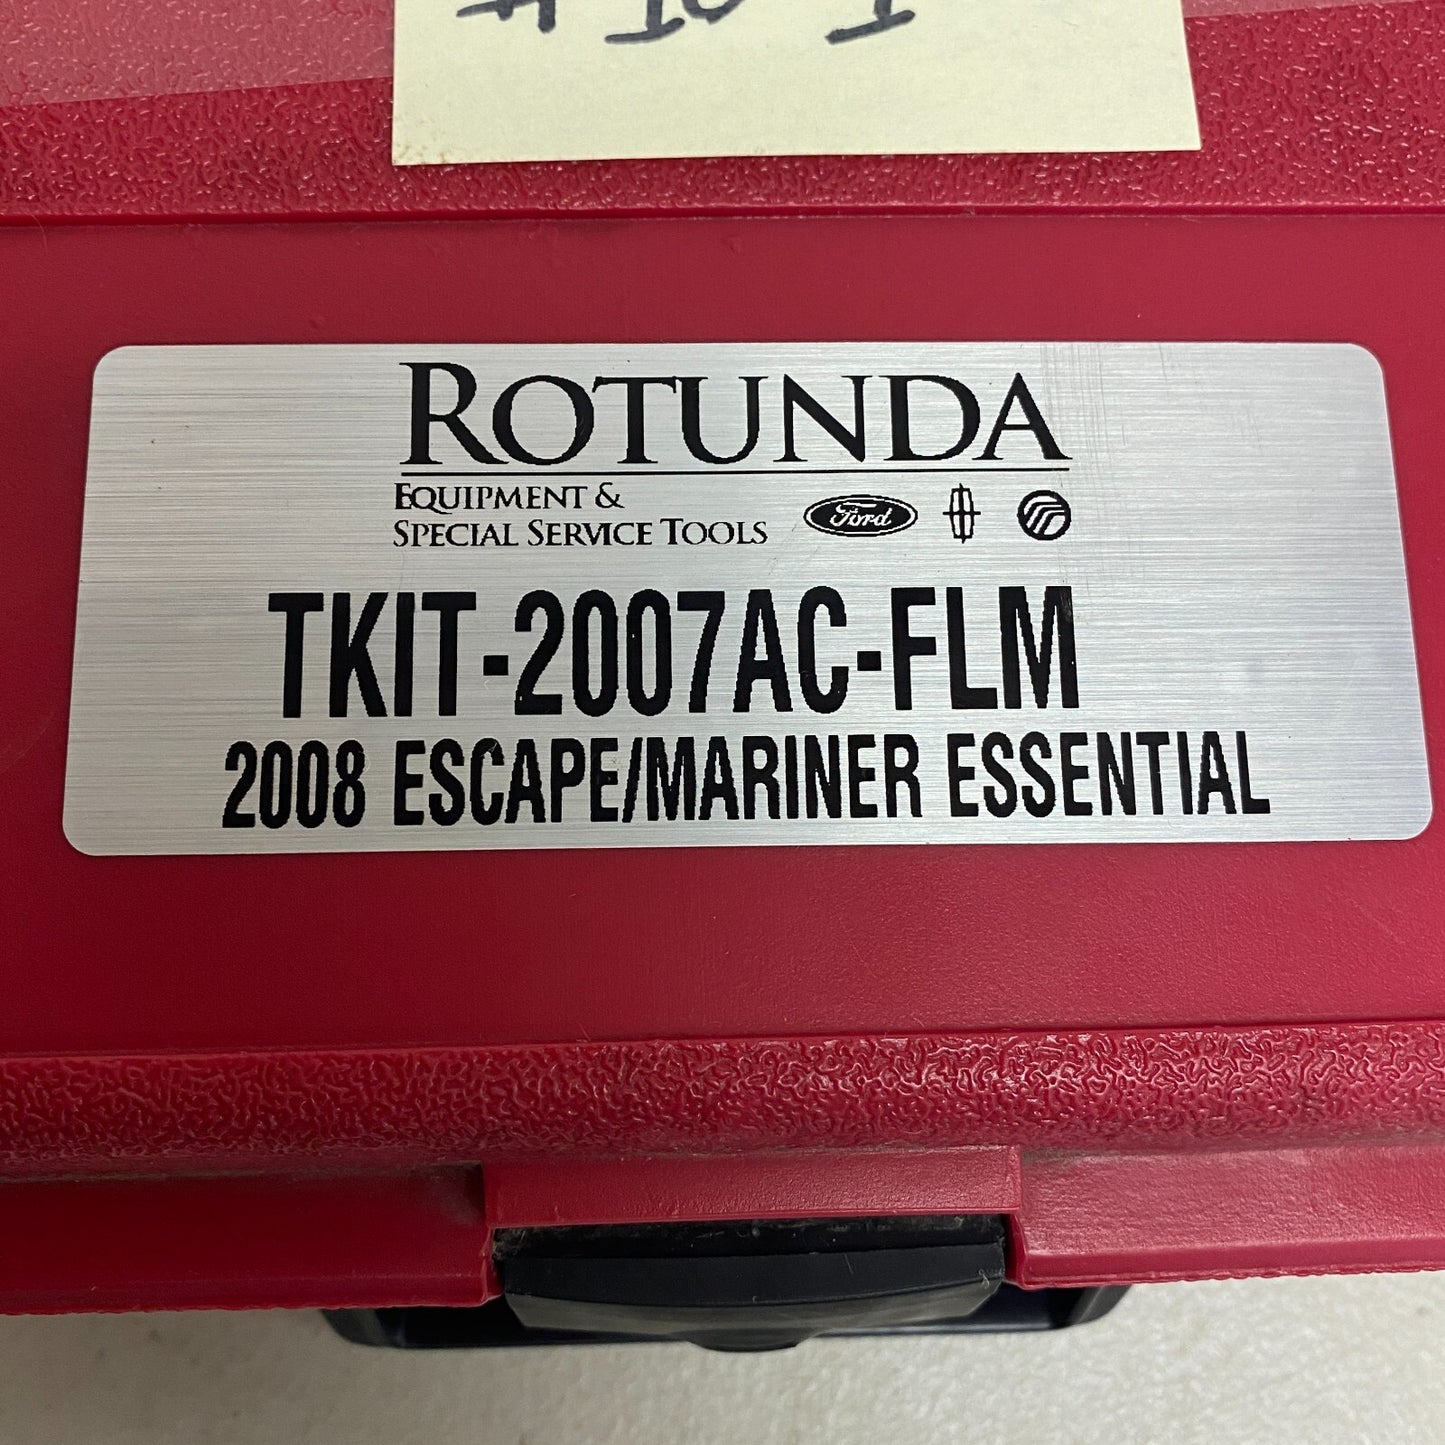 ROTUNDA
EQUIPMENT &
SPECIAL SERVICE TOOLS Ford
TKIT-2007AC-FLM
2008 ESCAPE/MARINER ESSENTIAL